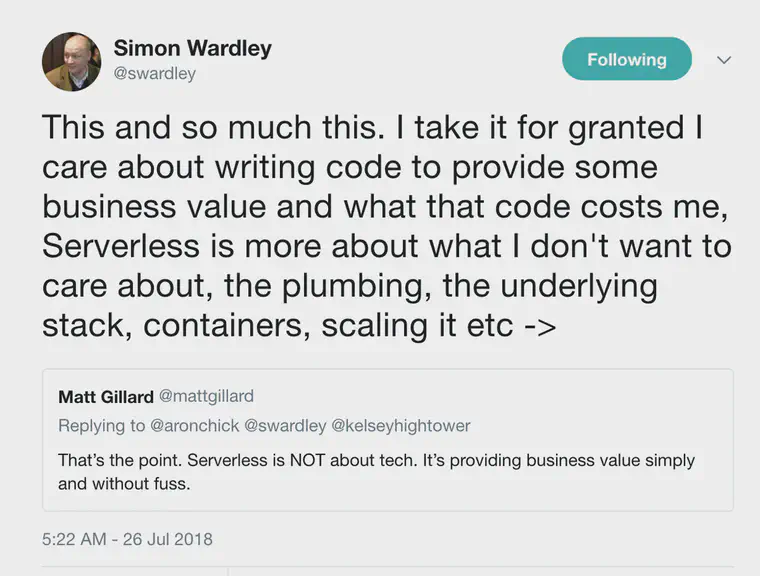 Simon Wardley
@swardley
Following
This and so much this. I take it for granted I
care about writing code to provide some
business value and what that code costs me,
Serverless is more about what I don't want to
care about, the plumbing, the underlying
stack, containers, scaling it etc ->
Matt Gillard @mattgillard
Replying to @aronchick @swardley @kelseyhightower
That’s the point. Serverless is NOT about tech. It’s providing business value simply
and without fuss.
5:22 AM - 26 Jul 2018